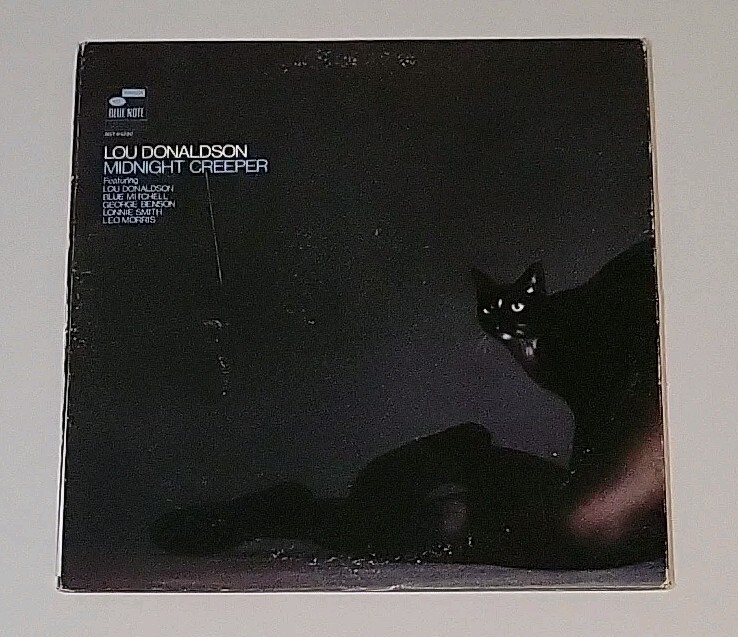 BLUE NOTE
LOU DONALDSON
MIDNIGHT CREEPER
Featuring
LOU DONALDSON
BLUE MITCHELL
GEORGE BENSON
LONNIE SMITH
LEO MORRIS